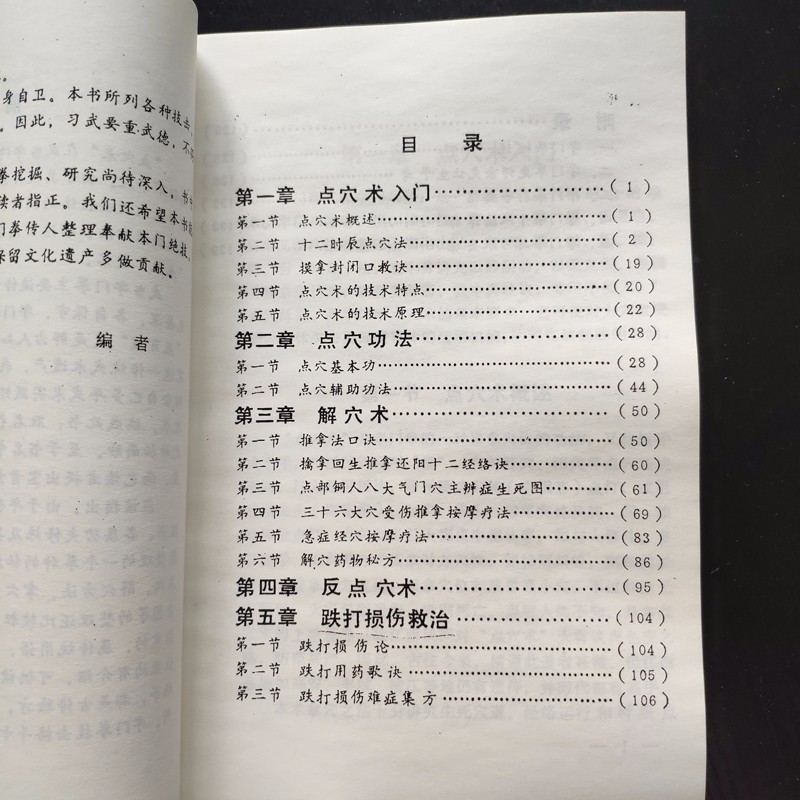 身自卫。本书所列各种技击,
因此，习武要重武德，不
拳挖掘、研究尚待深入，书中
读者指正。我们还希望本书
门拳传人整理奉献本门绝技，
保留文化遗产多做贡献。
编 者
目 录
第一章 点穴术入门……(1)
第一节 点穴术概述……(1)
第二节 十二时辰点穴法……(2)
第三节 摸拿封闭口救诀……(19)
第四节 点穴术的技术特点……(20)
第五节 点穴术的技术原理……(22)
第二章 点穴功法……(28)
第一节 点穴基本功……(28)
第二节 点穴辅助功法……(44)
第三章 解穴术……(50)
第一节 推拿法口诀……(50)
第二节 擒拿回生推拿还阳十二经络诀……(60)
第三节 点部铜人八大气门穴主辨症生死图……(61)
第四节 三十六大穴受伤推拿按摩疗法……(69)
第五节 急症经穴按摩疗法……(83)
第六节 解穴药物秘方……(86)
第四章 反点穴术……(95)
第五章 跌打损伤救治……(104)
第一节 跌打损伤论……(104)
第二节 跌打用药歌诀……(105)
第三节 跌打损伤难症集方……(106)
— 1 —